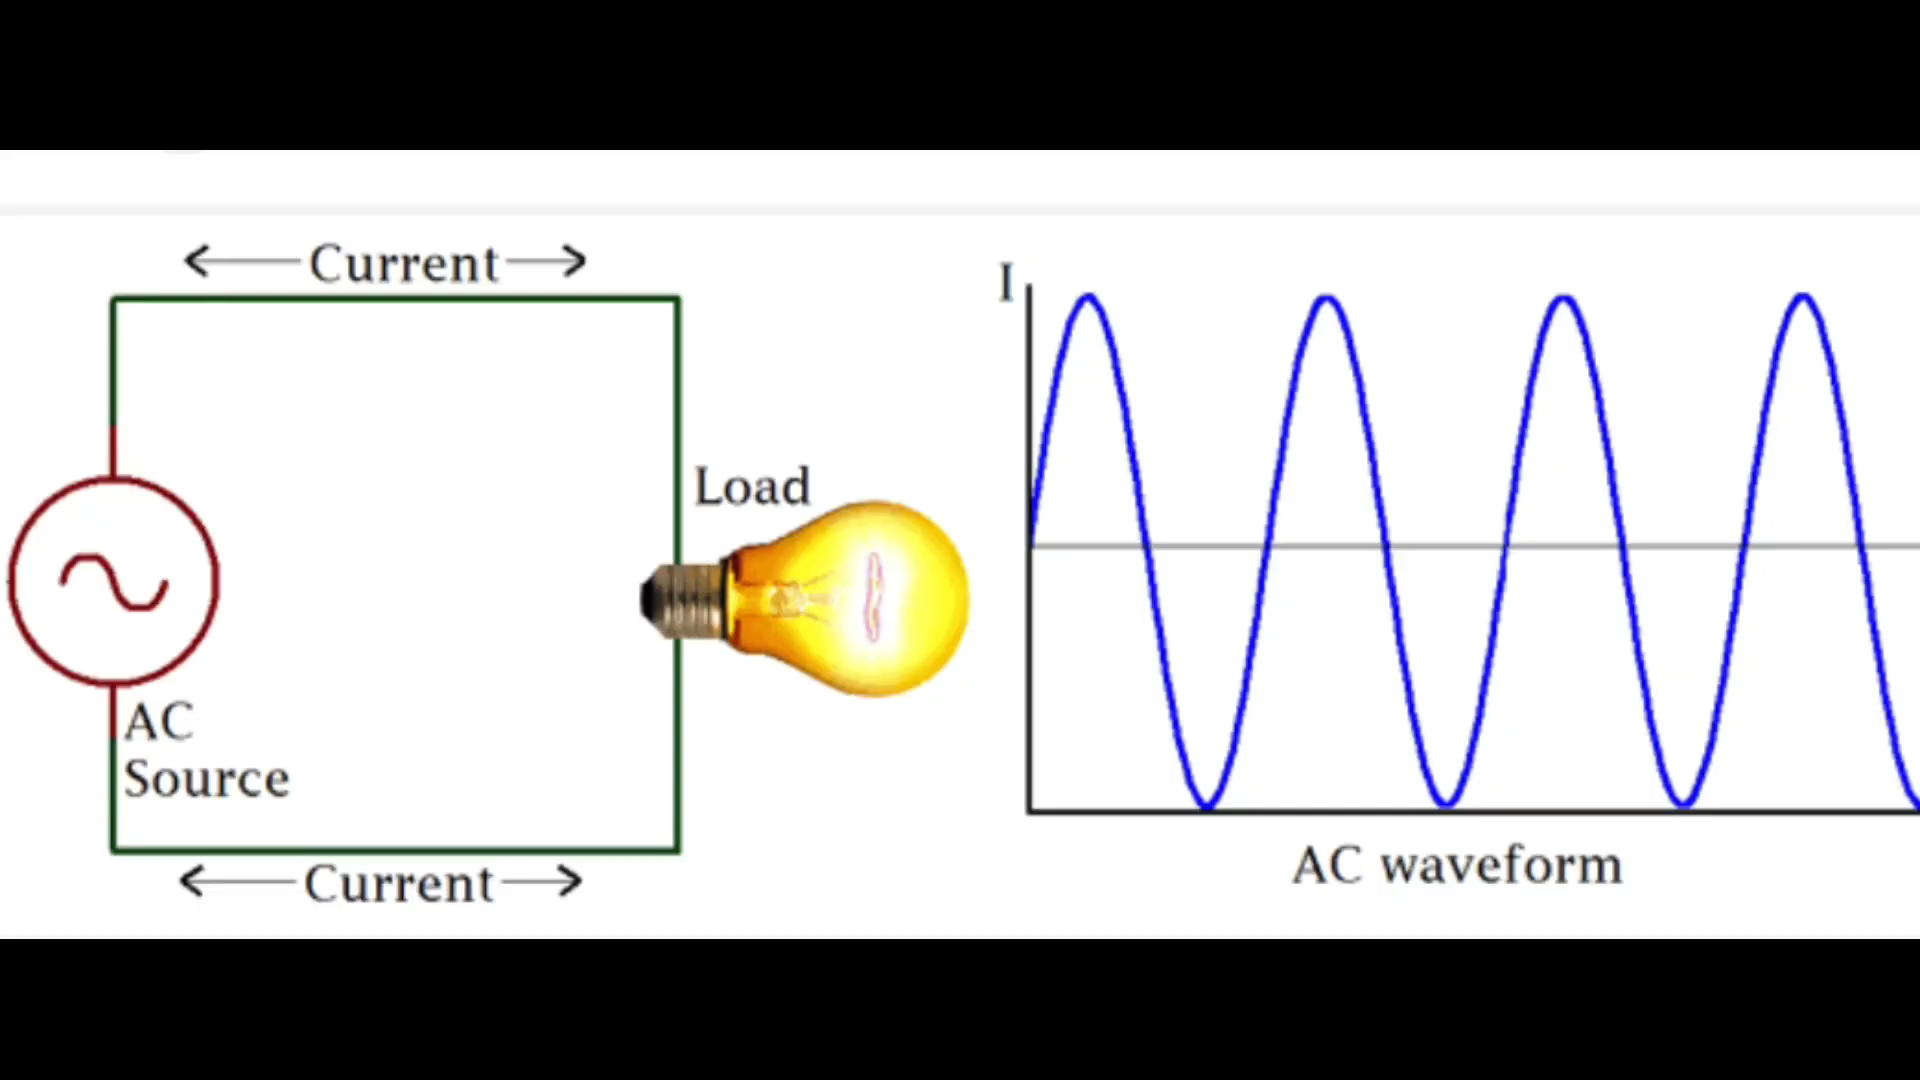 Current
I
Load
AC
Source
Current
AC waveform